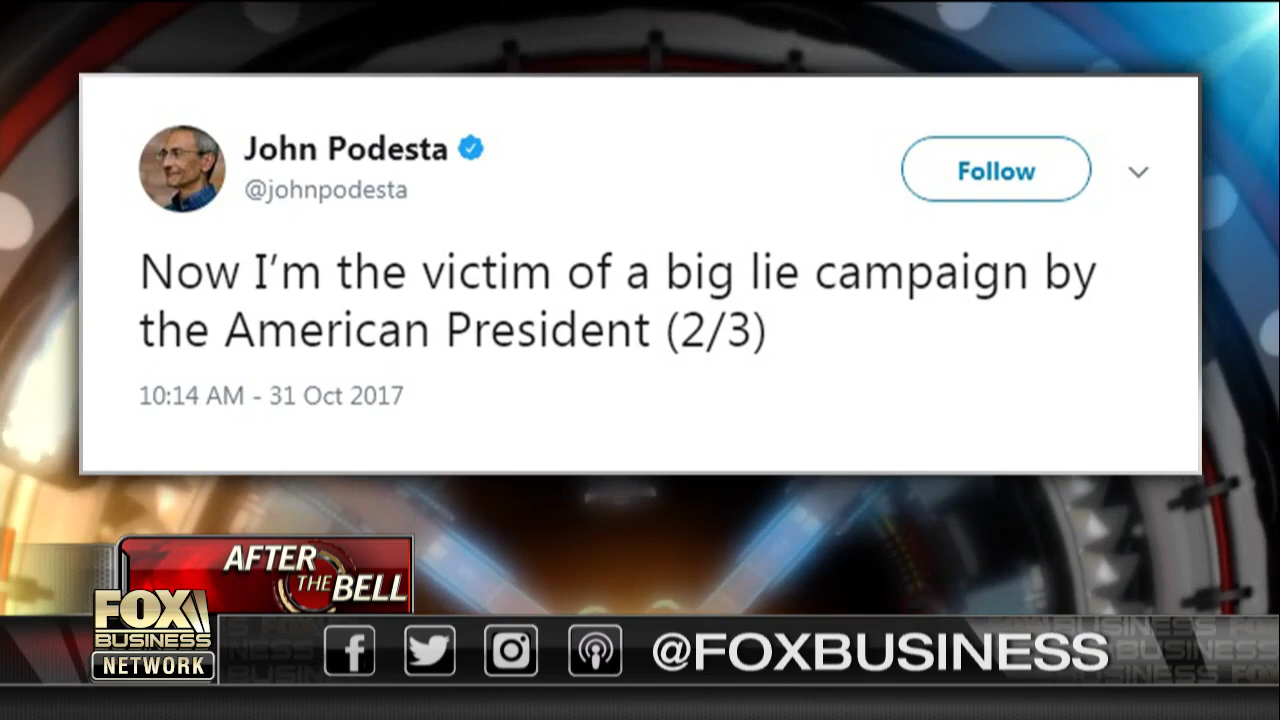 John Podesta
@johnpodesta
Follow
Now I'm the victim of a big lie campaign by
the American President (2/3)
10:14 AM - 31 Oct 2017
AFTER
THE BELL
FOX
BUSINESS
NETWORK
@FOXBUSINESS